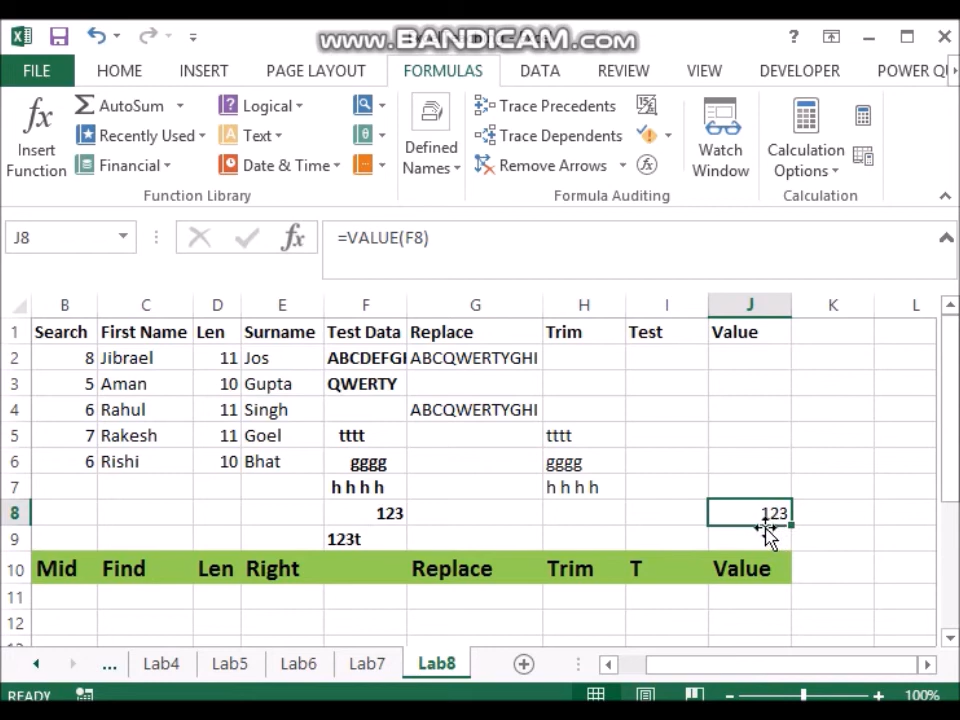 www.BANDICAM.com
FILE HOME INSERT PAGE LAYOUT FORMULAS DATA REVIEW VIEW DEVELOPER POWER QU
fx Insert Function
AutoSum Logical
Recently Used Text
Financial Date & Time
Function Library
Defined Names
Trace Precedents
Trace Dependents
Remove Arrows
Formula Auditing
Watch Window
Calculation Options
Calculation
J8 fx =VALUE(F8)
B C D E F G H I J K L
1 Search First Name Len Surname Test Data Replace Trim Test Value
2 8 Jibrael 11 Jos ABCDEFGI ABCQWERTYGHI
3 5 Aman 10 Gupta QWERTY
4 6 Rahul 11 Singh ABCQWERTYGHI
5 7 Rakesh 11 Goel tttt tttt
6 6 Rishi 10 Bhat gggg gggg
7 h h h h h h h h
8 123 123
9 123t
10 Mid Find Len Right Replace Trim T Value
11
12
... Lab4 Lab5 Lab6 Lab7 Lab8
READY 100%